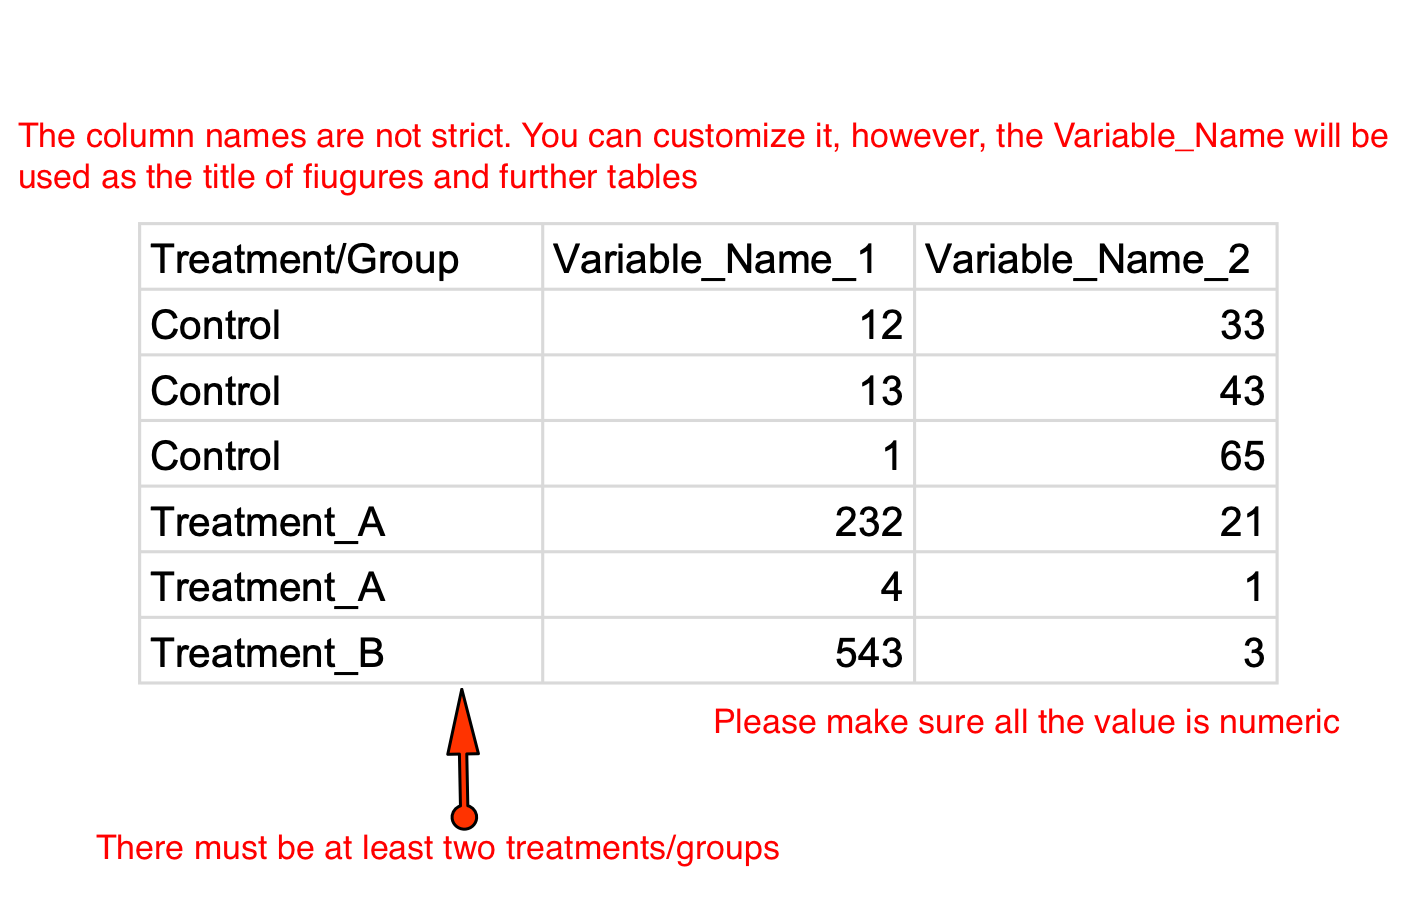 The column names are not strict. You can customize it, however, the Variable_Name will be
used as the title of fiugures and further tables
Treatment/Group Variable_Name_1 Variable_Name_2
Control 12 33
Control 13 43
Control 1 65
Treatment_A 232 21
Treatment_A 4 1
Treatment_B 543 3
Please make sure all the value is numeric
There must be at least two treatments/groups